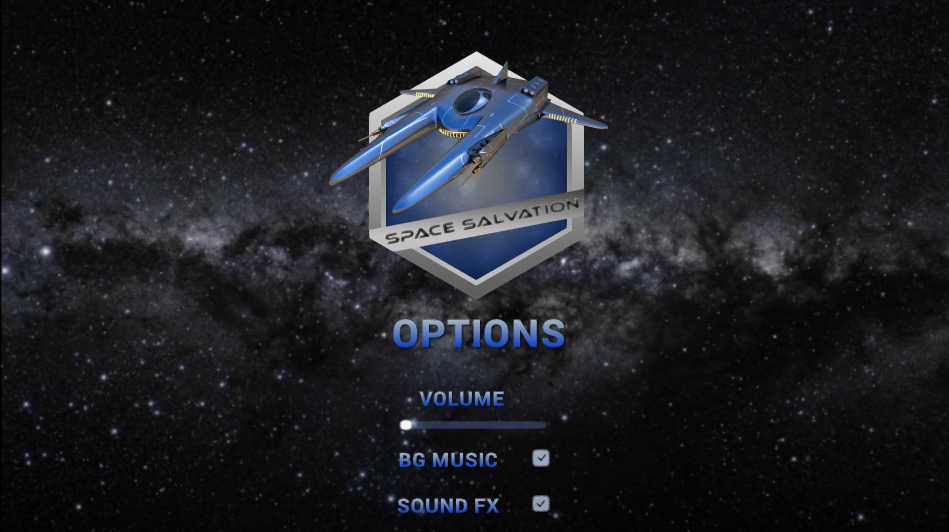 SPACE SALVATION
OPTIONS
VOLUME
BG MUSIC
SOUND FX